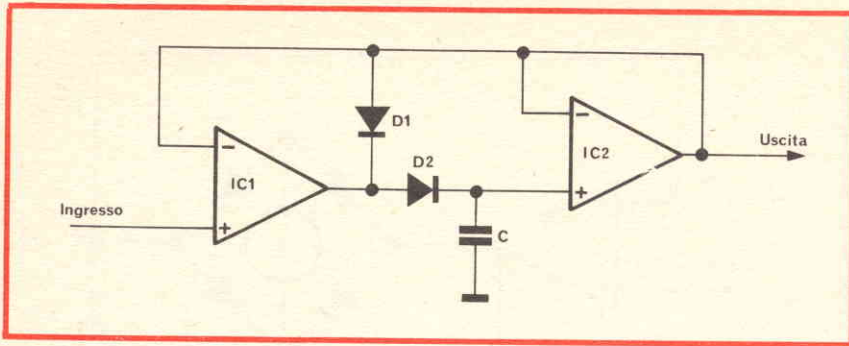 D1
IC1
D2
IC2
Uscita
Ingresso
C
−
+
−
+